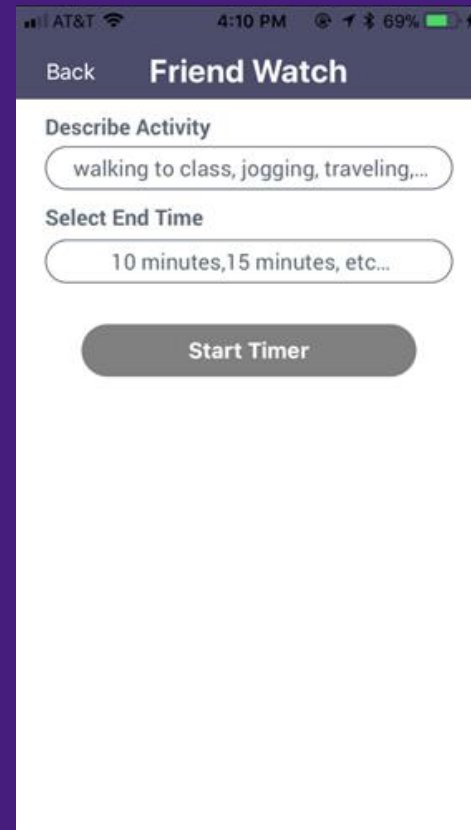 AT&T 4:10 PM 69%
Back Friend Watch
Describe Activity
walking to class, jogging, traveling,...
Select End Time
10 minutes,15 minutes, etc...
Start Timer